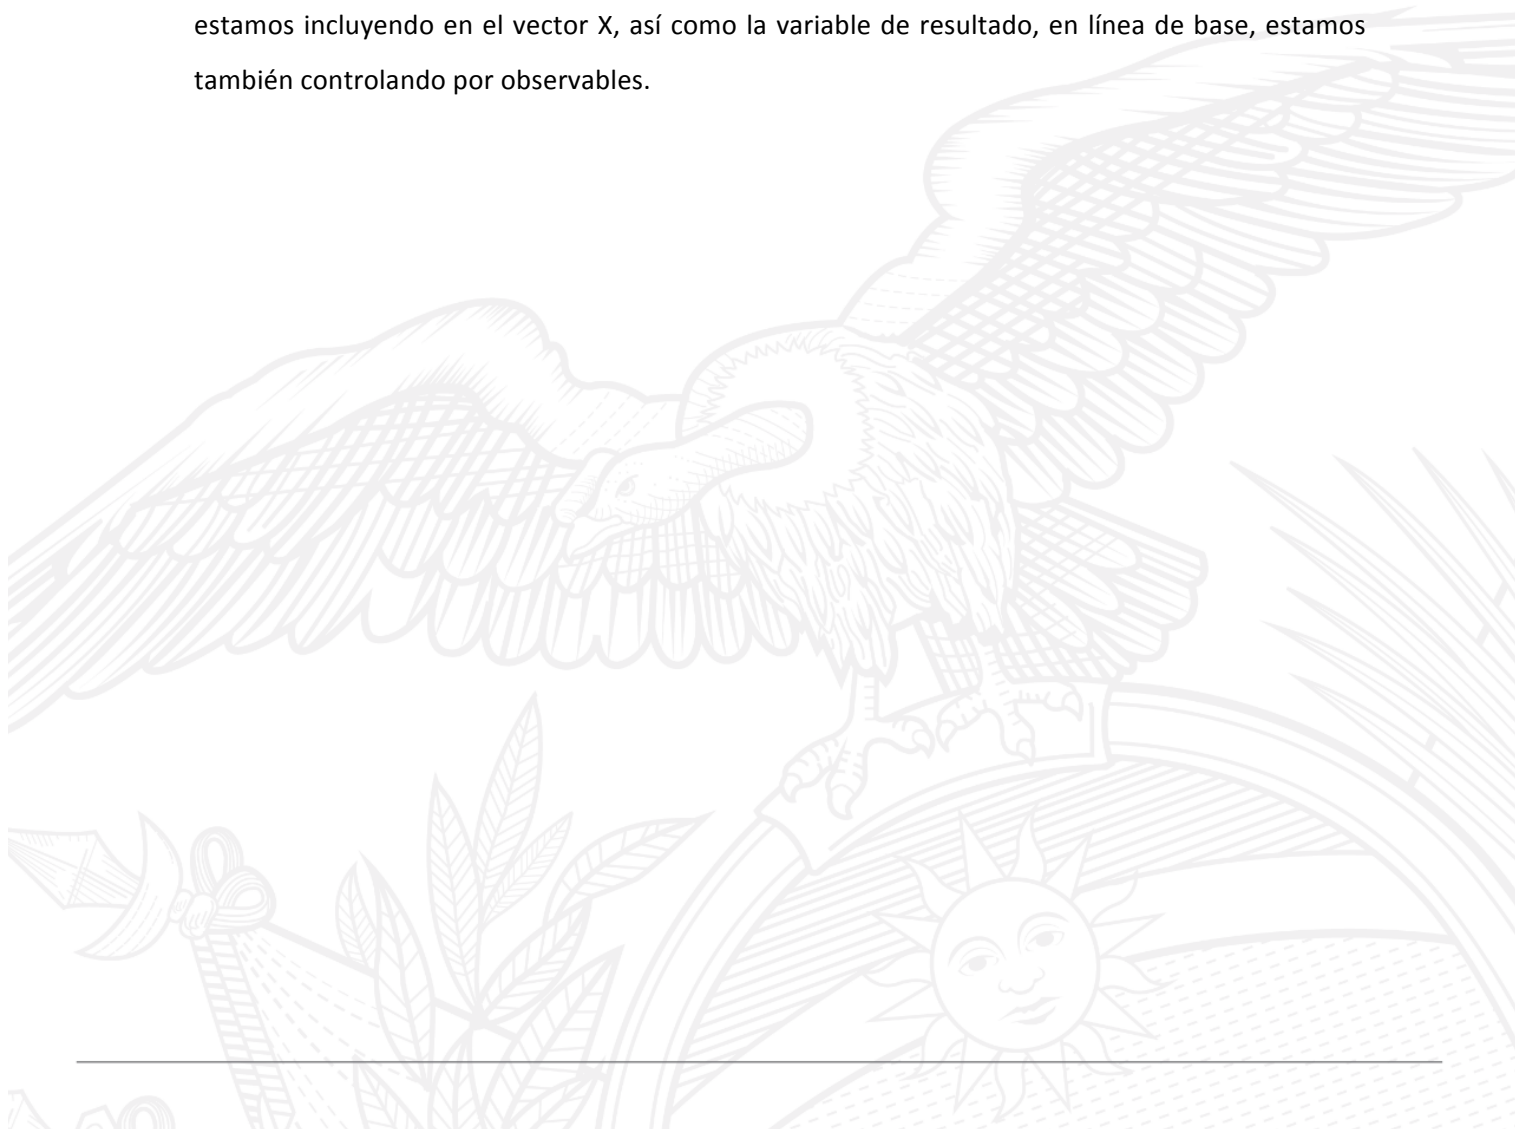 estamos incluyendo en el vector X, así como la variable de resultado, en línea de base, estamos
también controlando por observables.